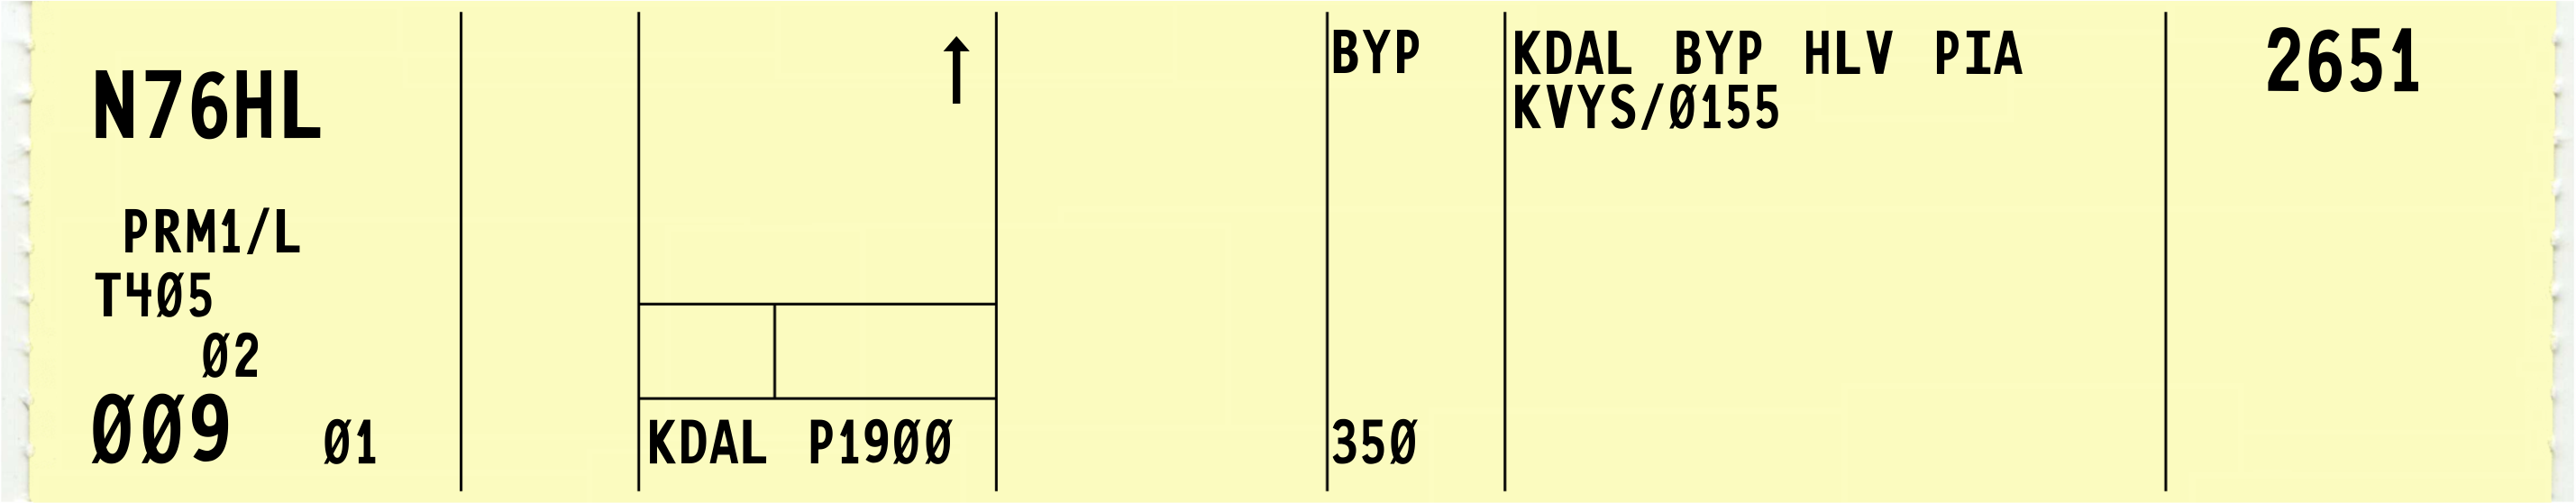 N76HL
PRM1/L
T4Ø5
Ø2
ØØ9 Ø1
↑
KDAL P19ØØ
BYP
35Ø
KDAL BYP HLV PIA
KVYS/Ø155
2651